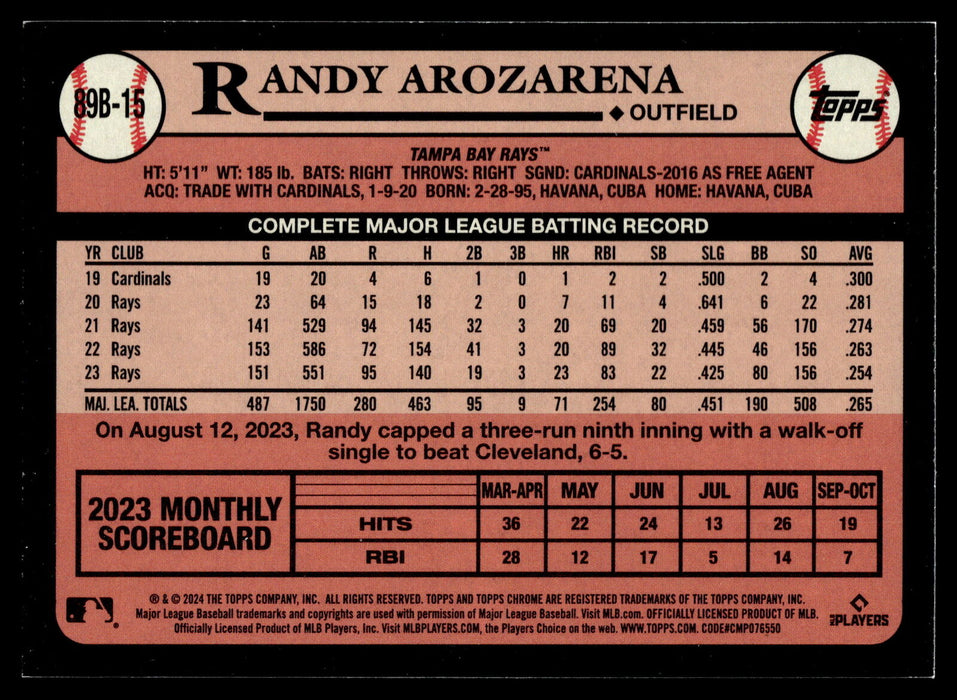 89B-15
RANDY AROZARENA
OUTFIELD
Topps
TAMPA BAY RAYS™
HT: 5'11" WT: 185 lb. BATS: RIGHT THROWS: RIGHT SGND: CARDINALS-2016 AS FREE AGENT
ACQ: TRADE WITH CARDINALS, 1-9-20 BORN: 2-28-95, HAVANA, CUBA HOME: HAVANA, CUBA
COMPLETE MAJOR LEAGUE BATTING RECORD
YR CLUB G AB R H 2B 3B HR RBI SB SLG BB SO AVG
19 Cardinals 19 20 4 6 1 0 1 2 2 .500 2 4 .300
20 Rays 23 64 15 18 2 0 7 11 4 .641 6 22 .281
21 Rays 141 529 94 145 32 3 20 69 20 .459 56 170 .274
22 Rays 153 586 72 154 41 3 20 89 32 .445 46 156 .263
23 Rays 151 551 95 140 19 3 23 83 22 .425 80 156 .254
MAJ. LEA. TOTALS 487 1750 280 463 95 9 71 254 80 .451 190 508 .265
On August 12, 2023, Randy capped a three-run ninth inning with a walk-off
single to beat Cleveland, 6-5.
2023 MONTHLY
SCOREBOARD
MAR-APR MAY JUN JUL AUG SEP-OCT
HITS 36 22 24 13 26 19
RBI 28 12 17 5 14 7
® & © 2024 THE TOPPS COMPANY, INC. ALL RIGHTS RESERVED. TOPPS AND TOPPS CHROME ARE REGISTERED TRADEMARKS OF THE TOPPS COMPANY, INC.
Major League Baseball trademarks and copyrights are used with permission of Major League Baseball. Visit MLB.com. OFFICIALLY LICENSED PRODUCT OF MLB.
Officially Licensed Product of MLB Players, Inc. Visit MLBPLAYERS.COM, the Players Choice on the web. WWW.TOPPS.COM. CODE#CMP076550
MLB PLAYERS